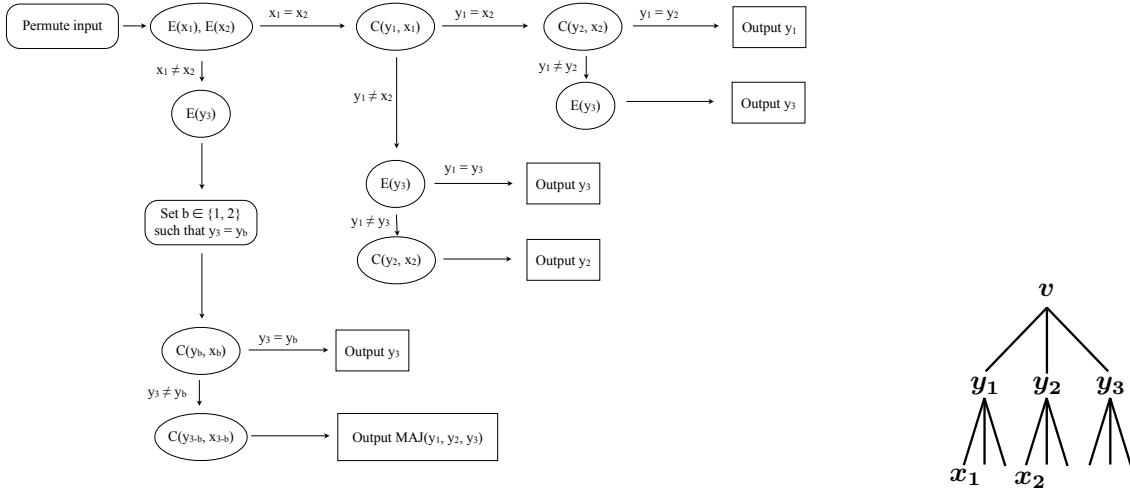 Permute input
E(x₁), E(x₂)
x₁ = x₂
C(y₁, x₁)
y₁ = x₂
C(y₂, x₂)
y₁ = y₂
Output y₁
x₁ ≠ x₂
y₁ ≠ y₂
E(y₃)
y₁ ≠ x₂
E(y₃)
Output y₃
E(y₃)
y₁ = y₃
Output y₃
Set b ∈ {1, 2}
such that y₃ = y_b
y₁ ≠ y₃
C(y₂, x₂)
Output y₂
C(y_b, x_b)
y₃ = y_b
Output y₃
y₃ ≠ y_b
C(y₃₋b, x₃₋b)
Output MAJ(y₁, y₂, y₃)
v
y₁ y₂ y₃
x₁ x₂